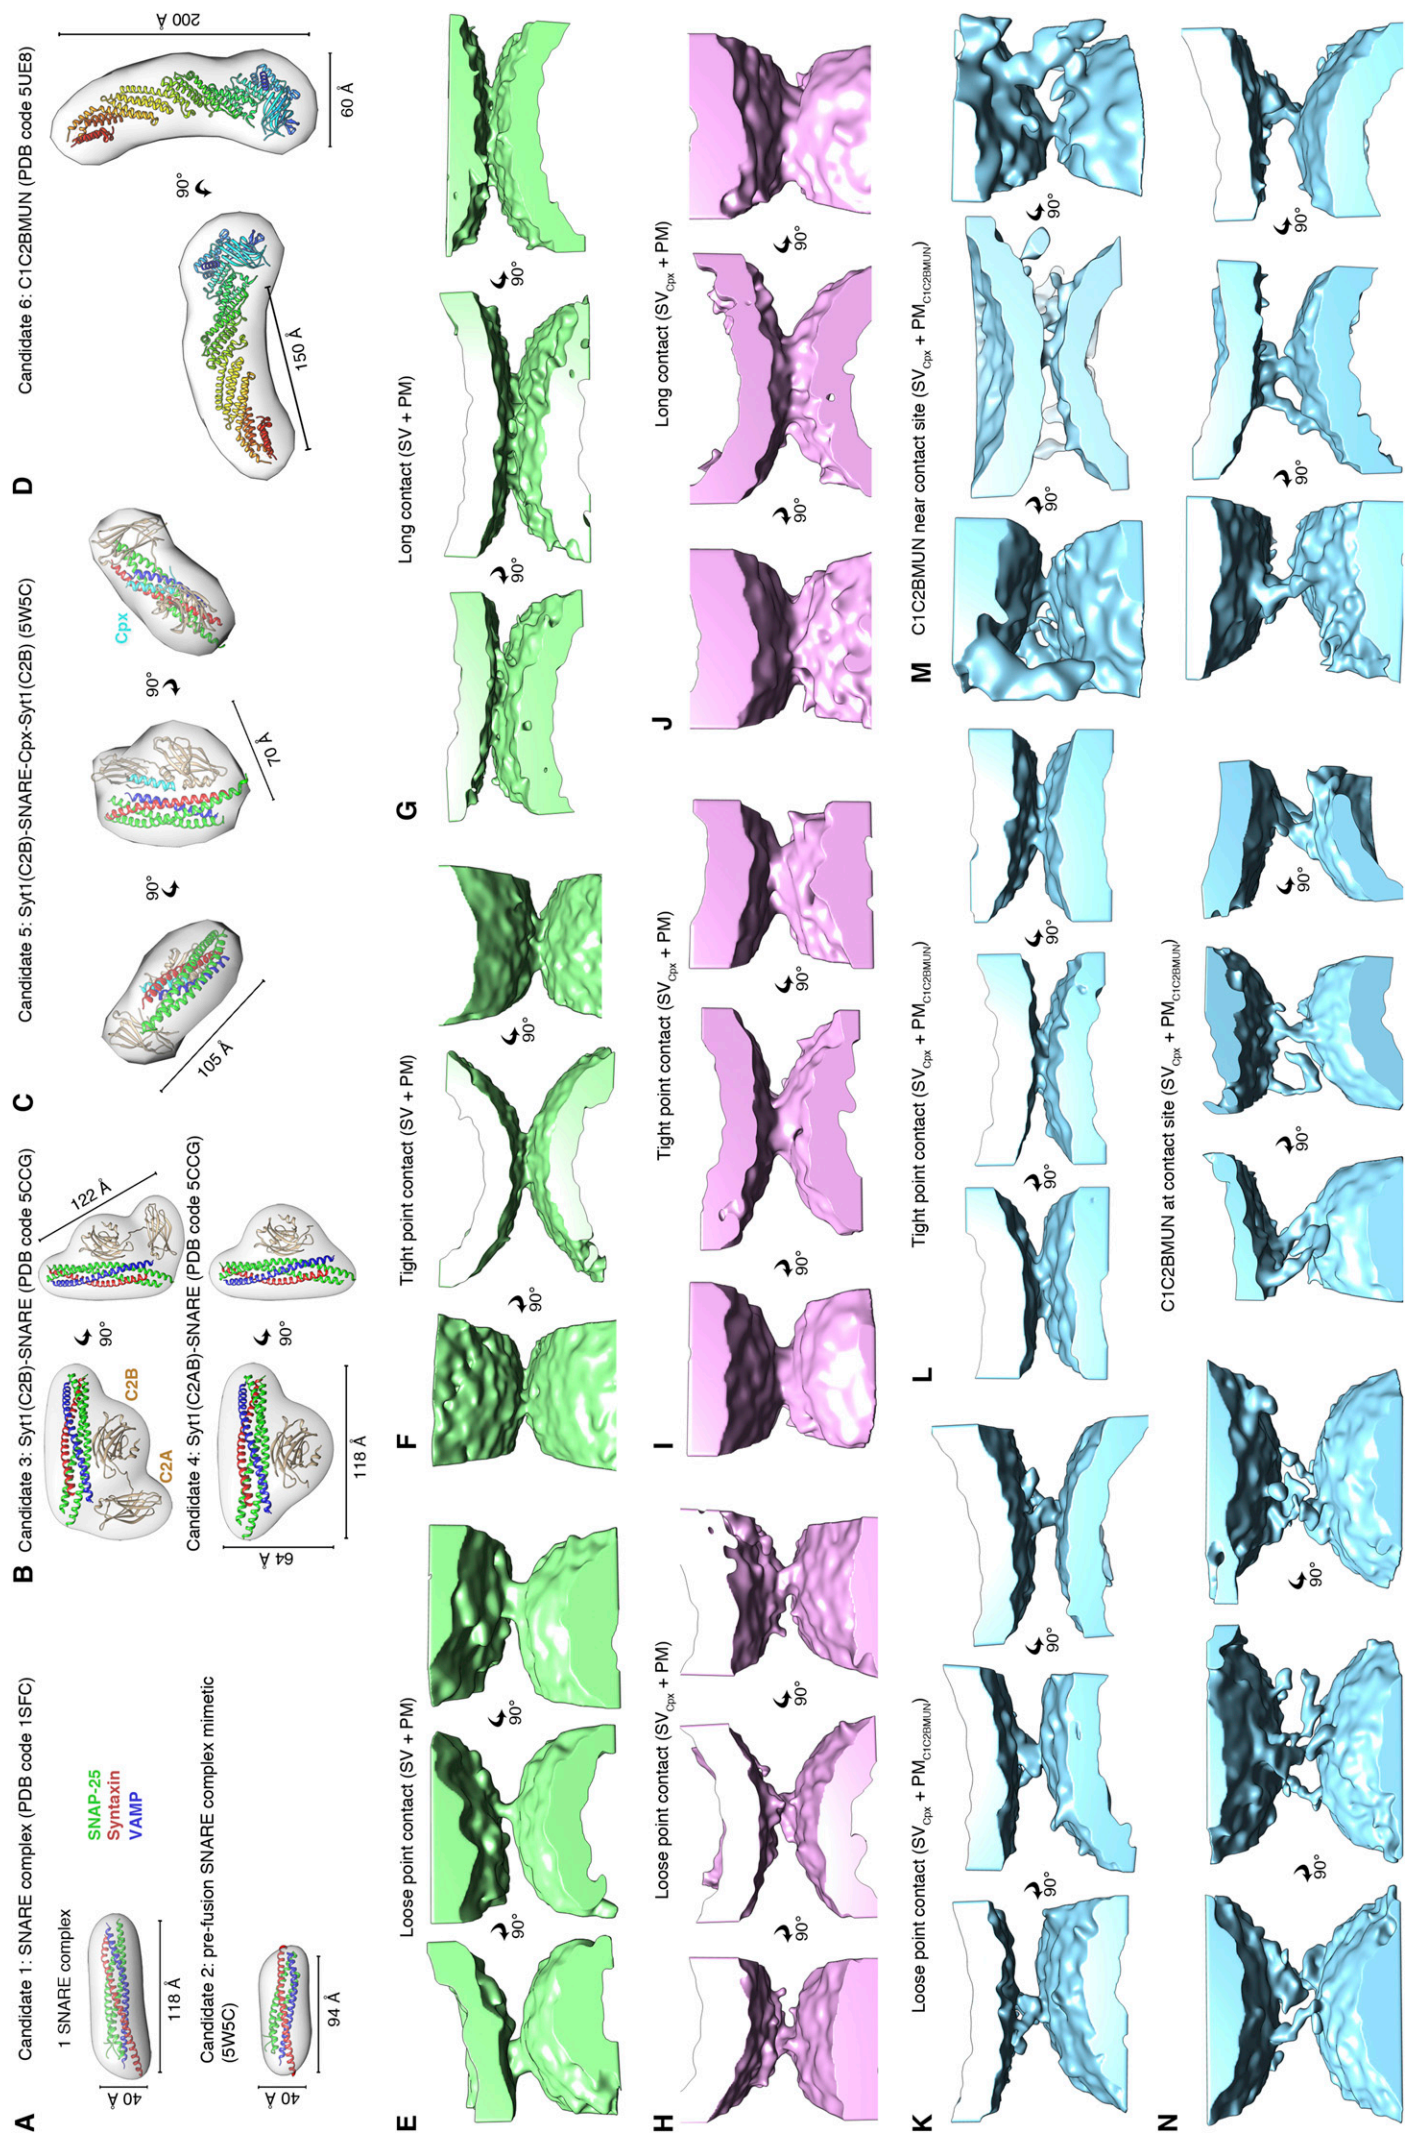 A
Candidate 1: SNARE complex (PDB code 1SFC)
1 SNARE complex
SNAP-25
Syntaxin
VAMP
40 Å
118 Å
Candidate 2: pre-fusion SNARE complex mimetic
(5W5C)
40 Å
94 Å
B
Candidate 3: Syt1(C2B)-SNARE (PDB code 5CCG)
90°
122 Å
C2A
C2B
Candidate 4: Syt1(C2AB)-SNARE (PDB code 5CCG)
90°
64 Å
118 Å
C
Candidate 5: Syt1(C2B)-SNARE-Cpx-Syt1(C2B) (5W5C)
105 Å
90°
70 Å
90°
Cpx
D
Candidate 6: C1C2BMUN (PDB code 5UE8)
150 Å
90°
200 Å
60 Å
E
Loose point contact (SV + PM)
90°
90°
F
Tight point contact (SV + PM)
90°
90°
G
Long contact (SV + PM)
90°
90°
H
Loose point contact (SVCpx + PM)
90°
90°
I
Tight point contact (SVCpx + PM)
90°
90°
J
Long contact (SVCpx + PM)
90°
90°
K
Loose point contact (SVCpx + PMC1C2BMUN)
90°
90°
L
Tight point contact (SVCpx + PMC1C2BMUN)
90°
90°
M
C1C2BMUN near contact site (SVCpx + PMC1C2BMUN)
90°
90°
N
C1C2BMUN at contact site (SVCpx + PMC1C2BMUN)
90°
90°
90°
90°
90°
90°